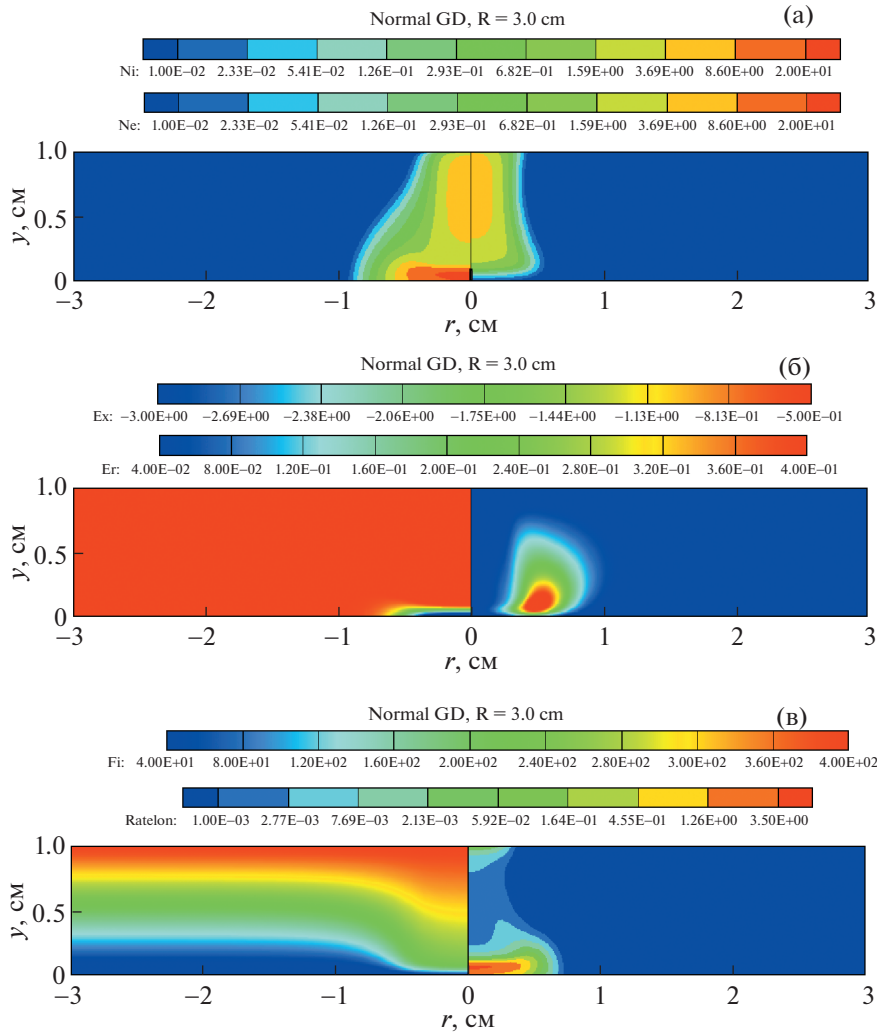 Normal GD, R = 3.0 cm
(а)
Ni: 1.00E−02 2.33E−02 5.41E−02 1.26E−01 2.93E−01 6.82E−01 1.59E+00 3.69E+00 8.60E+00 2.00E+01
Ne: 1.00E−02 2.33E−02 5.41E−02 1.26E−01 2.93E−01 6.82E−01 1.59E+00 3.69E+00 8.60E+00 2.00E+01
y, см
1.0
0.5
0
−3 −2 −1 0 1 2 3
r, см
Normal GD, R = 3.0 cm
(б)
Ex: −3.00E+00 −2.69E+00 −2.38E+00 −2.06E+00 −1.75E+00 −1.44E+00 −1.13E+00 −8.13E−01 −5.00E−01
Er: 4.00E−02 8.00E−02 1.20E−01 1.60E−01 2.00E−01 2.40E−01 2.80E−01 3.20E−01 3.60E−01 4.00E−01
y, см
1.0
0.5
0
−3 −2 −1 0 1 2 3
r, см
Normal GD, R = 3.0 cm
(в)
Fi: 4.00E+01 8.00E+01 1.20E+02 1.60E+02 2.00E+02 2.40E+02 2.80E+02 3.00E+02 3.60E+02 4.00E+02
RateIon: 1.00E−03 2.77E−03 7.69E−03 2.13E−03 5.92E−02 1.64E−01 4.55E−01 1.26E+00 3.50E+00
y, см
1.0
0.5
0
−3 −2 −1 0 1 2 3
r, см